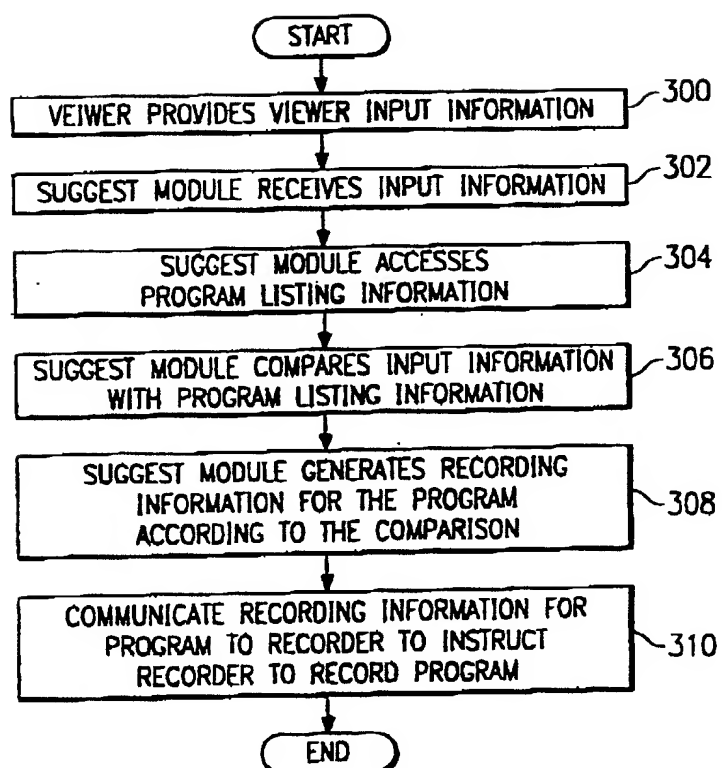 START
VEIWER PROVIDES VIEWER INPUT INFORMATION
300
SUGGEST MODULE RECEIVES INPUT INFORMATION
302
SUGGEST MODULE ACCESSES
PROGRAM LISTING INFORMATION
304
SUGGEST MODULE COMPARES INPUT INFORMATION
WITH PROGRAM LISTING INFORMATION
306
SUGGEST MODULE GENERATES RECORDING
INFORMATION FOR THE PROGRAM
ACCORDING TO THE COMPARISON
308
COMMUNICATE RECORDING INFORMATION FOR
PROGRAM TO RECORDER TO INSTRUCT
RECORDER TO RECORD PROGRAM
310
END